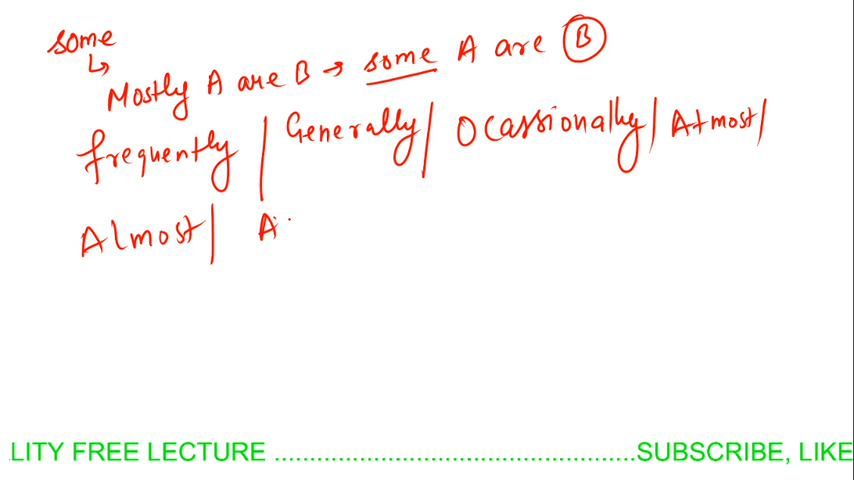 some
↳ Mostly A are B → some A are B
frequently / Generally / Ocassionally / Atmost /
Almost / A
LITY FREE LECTURE ....................................................SUBSCRIBE, LIKE